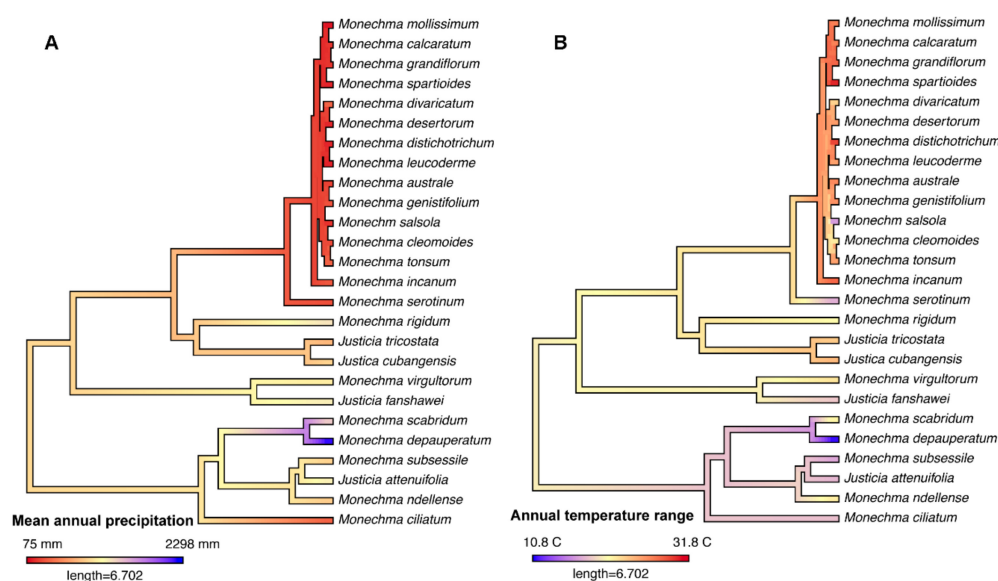 A
Monechma mollissimum
Monechma calcaratum
Monechma grandiflorum
Monechma spartioides
Monechma divaricatum
Monechma desertorum
Monechma distichotrichum
Monechma leucoderme
Monechma australe
Monechma genistifolium
Monechm salsola
Monechma cleomoides
Monechma tonsum
Monechma incanum
Monechma serotinum
Monechma rigidum
Justicia tricostata
Justica cubangensis
Monechma virgultorum
Justicia fanshawei
Monechma scabridum
Monechma depauperatum
Monechma subsessile
Justicia attenuifolia
Monechma ndellense
Monechma ciliatum
Mean annual precipitation
75 mm 2298 mm
length=6.702
B
Monechma mollissimum
Monechma calcaratum
Monechma grandiflorum
Monechma spartioides
Monechma divaricatum
Monechma desertorum
Monechma distichotrichum
Monechma leucoderme
Monechma australe
Monechma genistifolium
Monechm salsola
Monechma cleomoides
Monechma tonsum
Monechma incanum
Monechma serotinum
Monechma rigidum
Justicia tricostata
Justica cubangensis
Monechma virgultorum
Justicia fanshawei
Monechma scabridum
Monechma depauperatum
Monechma subsessile
Justicia attenuifolia
Monechma ndellense
Monechma ciliatum
Annual temperature range
10.8 C 31.8 C
length=6.702